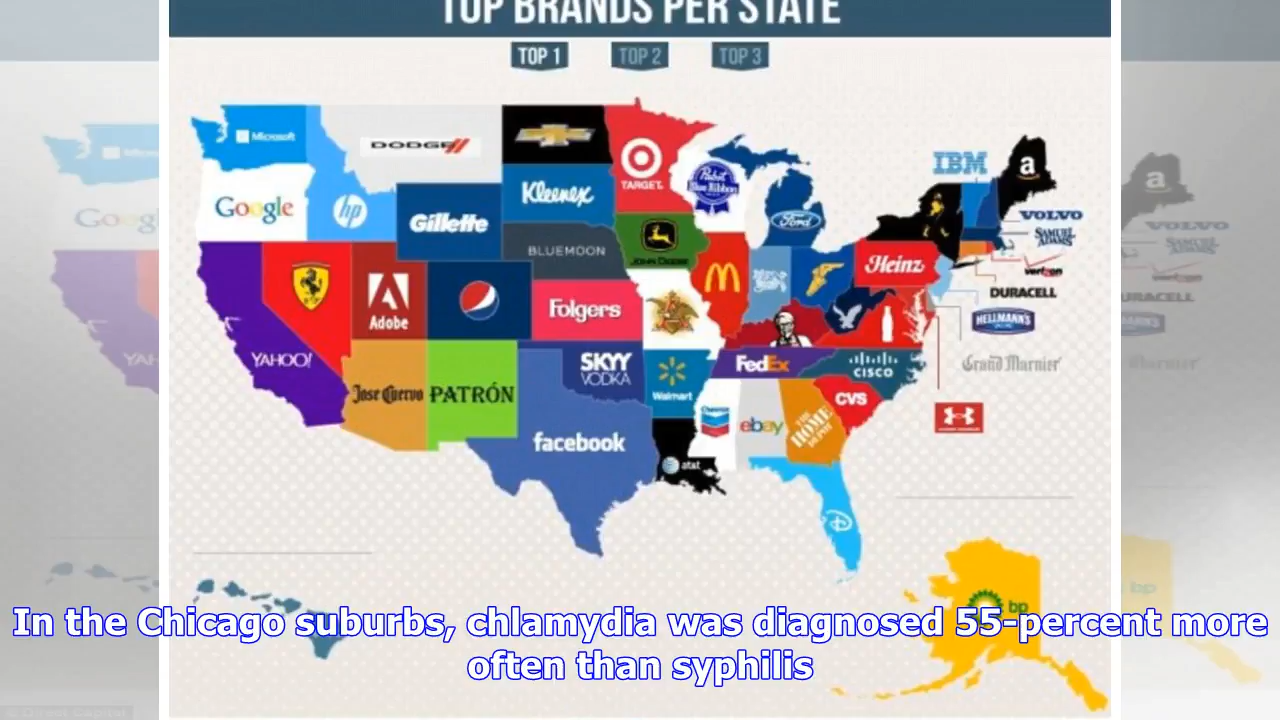 TOP BRANDS PER STATE
TOP 1 TOP 2 TOP 3
Microsoft
DODGE
TARGET
Pabst
Blue Ribbon
IBM
a
Google
hp
Gillette
Kleenex
Ford
VOLVO
SAMUEL
ADAMS
verizon
BLUEMOON
JOHN DEERE
Heinz
DURACELL
HELLMANN'S
Adobe
Folgers
YAHOO!
SKYY
VODKA
FedEx
CISCO
Grand Marnier
Jose Cuervo
PATRÓN
Walmart
CVS
Chevron
ebay
THE
HOME
DEPOT
facebook
at&t
bp
In the Chicago suburbs, chlamydia was diagnosed 55-percent more
often than syphilis
© Direct Capital